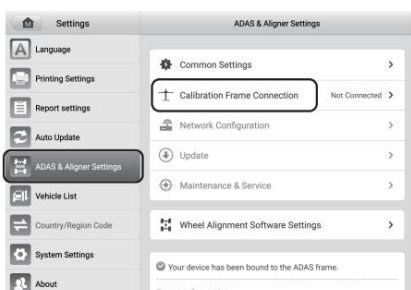 Settings
ADAS & Aligner Settings
Language
Printing Settings
Report settings
Auto Update
ADAS & Aligner Settings
Vehicle List
Country/Region Code
System Settings
About
Common Settings
Calibration Frame Connection Not Connected
Network Configuration
Update
Maintenance & Service
Wheel Alignment Software Settings
Your device has been bound to the ADAS frame.